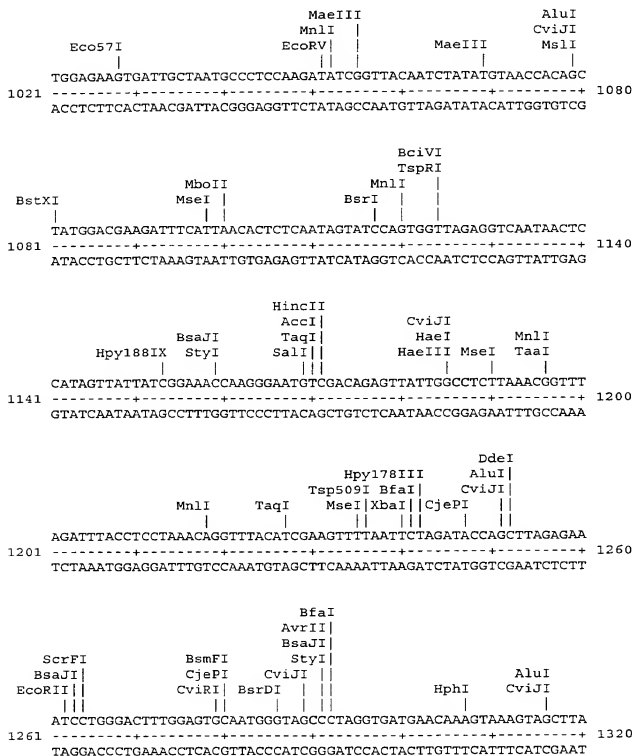 MaeIII AluI
MnlI CviJI
Eco57I EcoRV MaeIII MslI
TGGAGAAGTGATTGCTAATGCCCTCCAAGATATCGGTTACAATCTATATGTAACCACAGC
1021 ---------+---------+---------+---------+---------+---------+ 1080
ACCTCTTCACTAACGATTACGGGAGGTTCTATAGCCAATGTTAGATATACATTGGTGTCG
BciVI
TspRI
MboII MnlI
BstXI MseI BsrI
TATGGACGAAGATTTCATTAACACTCTCAATAGTATCCAGTGGTTAGAGGTCAATAACTC
1081 ---------+---------+---------+---------+---------+---------+ 1140
ATACCTGCTTCTAAAGTAATTGTGAGAGTTATCATAGGTCACCAATCTCCAGTTATTGAG
HincII
AccI CviJI
BsaJI TaqI HaeI MnlI
Hpy188IX StyI SalI HaeIII MseI TaaI
CATAGTTATTATCGGAAACCAAGGGAATGTCGACAGAGTTATTGGCCTCTTAAACGGTTT
1141 ---------+---------+---------+---------+---------+---------+ 1200
GTATCAATAATAGCCTTTGGTTCCCTTACAGCTGTCTCAATAACCGGAGAATTTGCCAAA
DdeI
Hpy178III AluI
Tsp509I BfaI CviJI
MnlI TaqI MseI XbaI CjePI
AGATTTACCTCCTAAACAGGTTTACATCGAAGTTTTAATTCTAGATACCAGCTTAGAGAA
1201 ---------+---------+---------+---------+---------+---------+ 1260
TCTAAATGGAGGATTTGTCCAAATGTAGCTTCAAAATTAAGATCTATGGTCGAATCTCTT
BfaI
AvrII
ScrFI BsmFI BsaJI
BsaJI CjePI CviJI StyI AluI
EcoRII CviRI BsrDI HphI CviJI
ATCCTGGGACTTTGGAGTGCAATGGGTAGCCCTAGGTGATGAACAAAGTAAAGTAGCTTA
1261 ---------+---------+---------+---------+---------+---------+ 1320
TAGGACCCTGAAACCTCACGTTACCCATCGGGATCCACTACTTGTTTCATTTCATCGAAT